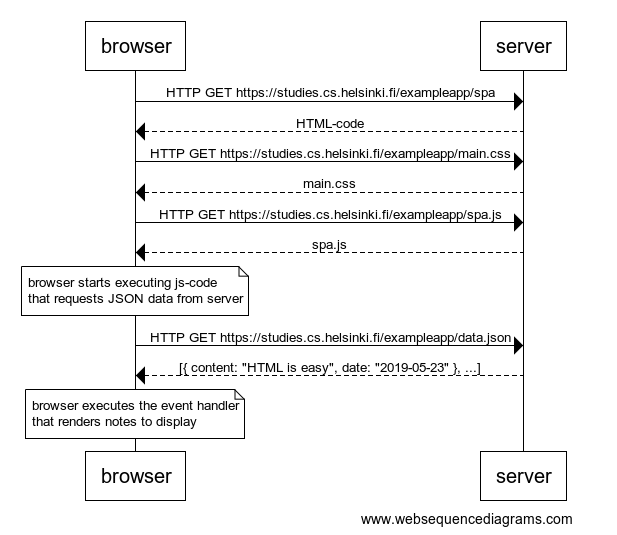 browser
server
HTTP GET https://studies.cs.helsinki.fi/exampleapp/spa
HTML-code
HTTP GET https://studies.cs.helsinki.fi/exampleapp/main.css
main.css
HTTP GET https://studies.cs.helsinki.fi/exampleapp/spa.js
spa.js
browser starts executing js-code
that requests JSON data from server
HTTP GET https://studies.cs.helsinki.fi/exampleapp/data.json
[{ content: "HTML is easy", date: "2019-05-23" }, ...]
browser executes the event handler
that renders notes to display
browser
server
www.websequencediagrams.com